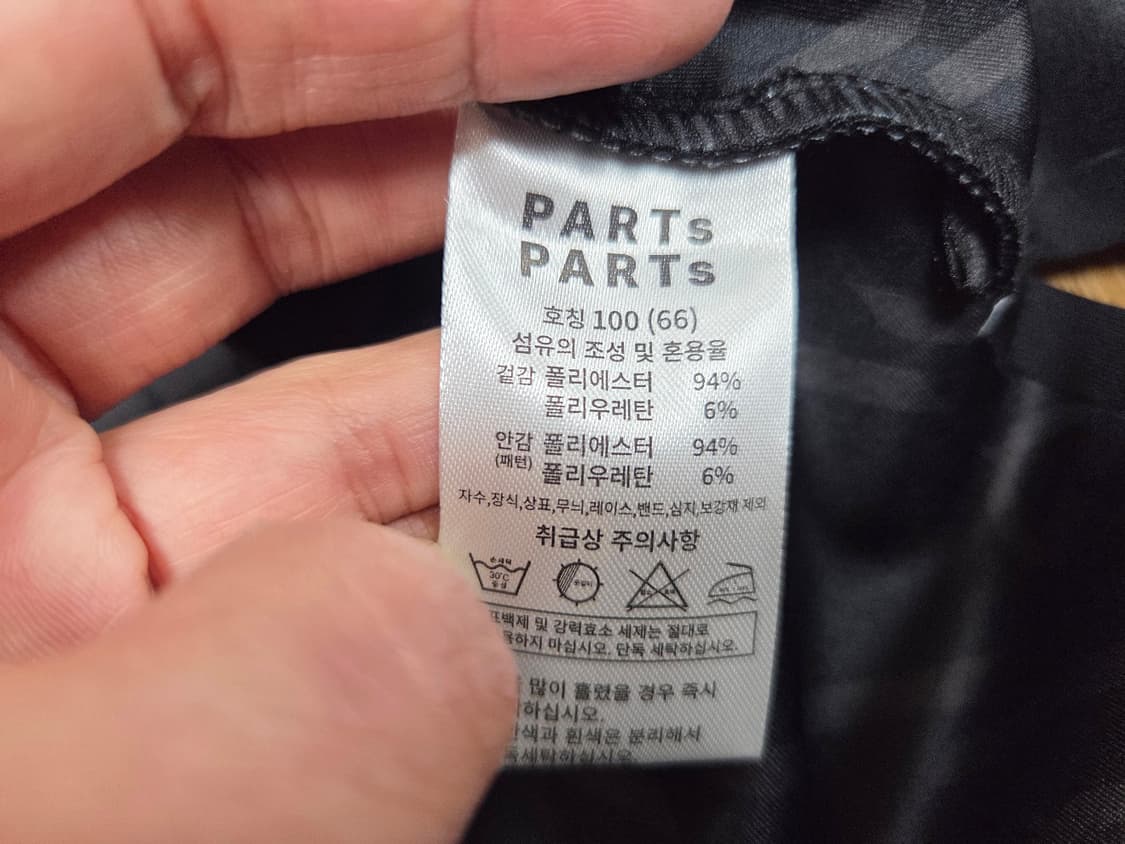 PARTs
PARTs
호칭 100 (66)
섬유의 조성 및 혼용율
겉감 폴리에스터 94%
폴리우레탄 6%
안감 폴리에스터 94%
(패턴) 폴리우레탄 6%
자수,장식,상표,무늬,레이스,밴드,심지,보강재 제외
취급상 주의사항
손세탁
30°C
중성
표백제 및 강력효소 세제는 절대로
하지 마십시오. 단독 세탁하십시오.
많이 흘렸을 경우 즉시
하십시오.
흰색은 분리해서